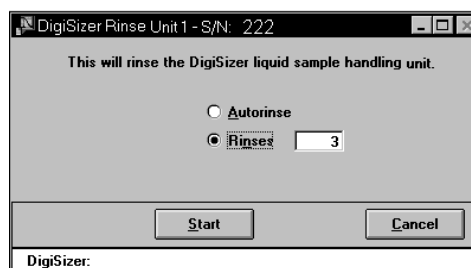 DigiSizer Rinse Unit 1 - S/N: 222
This will rinse the DigiSizer liquid sample handling unit.
Autorinse
Rinses 3
Start Cancel
DigiSizer: